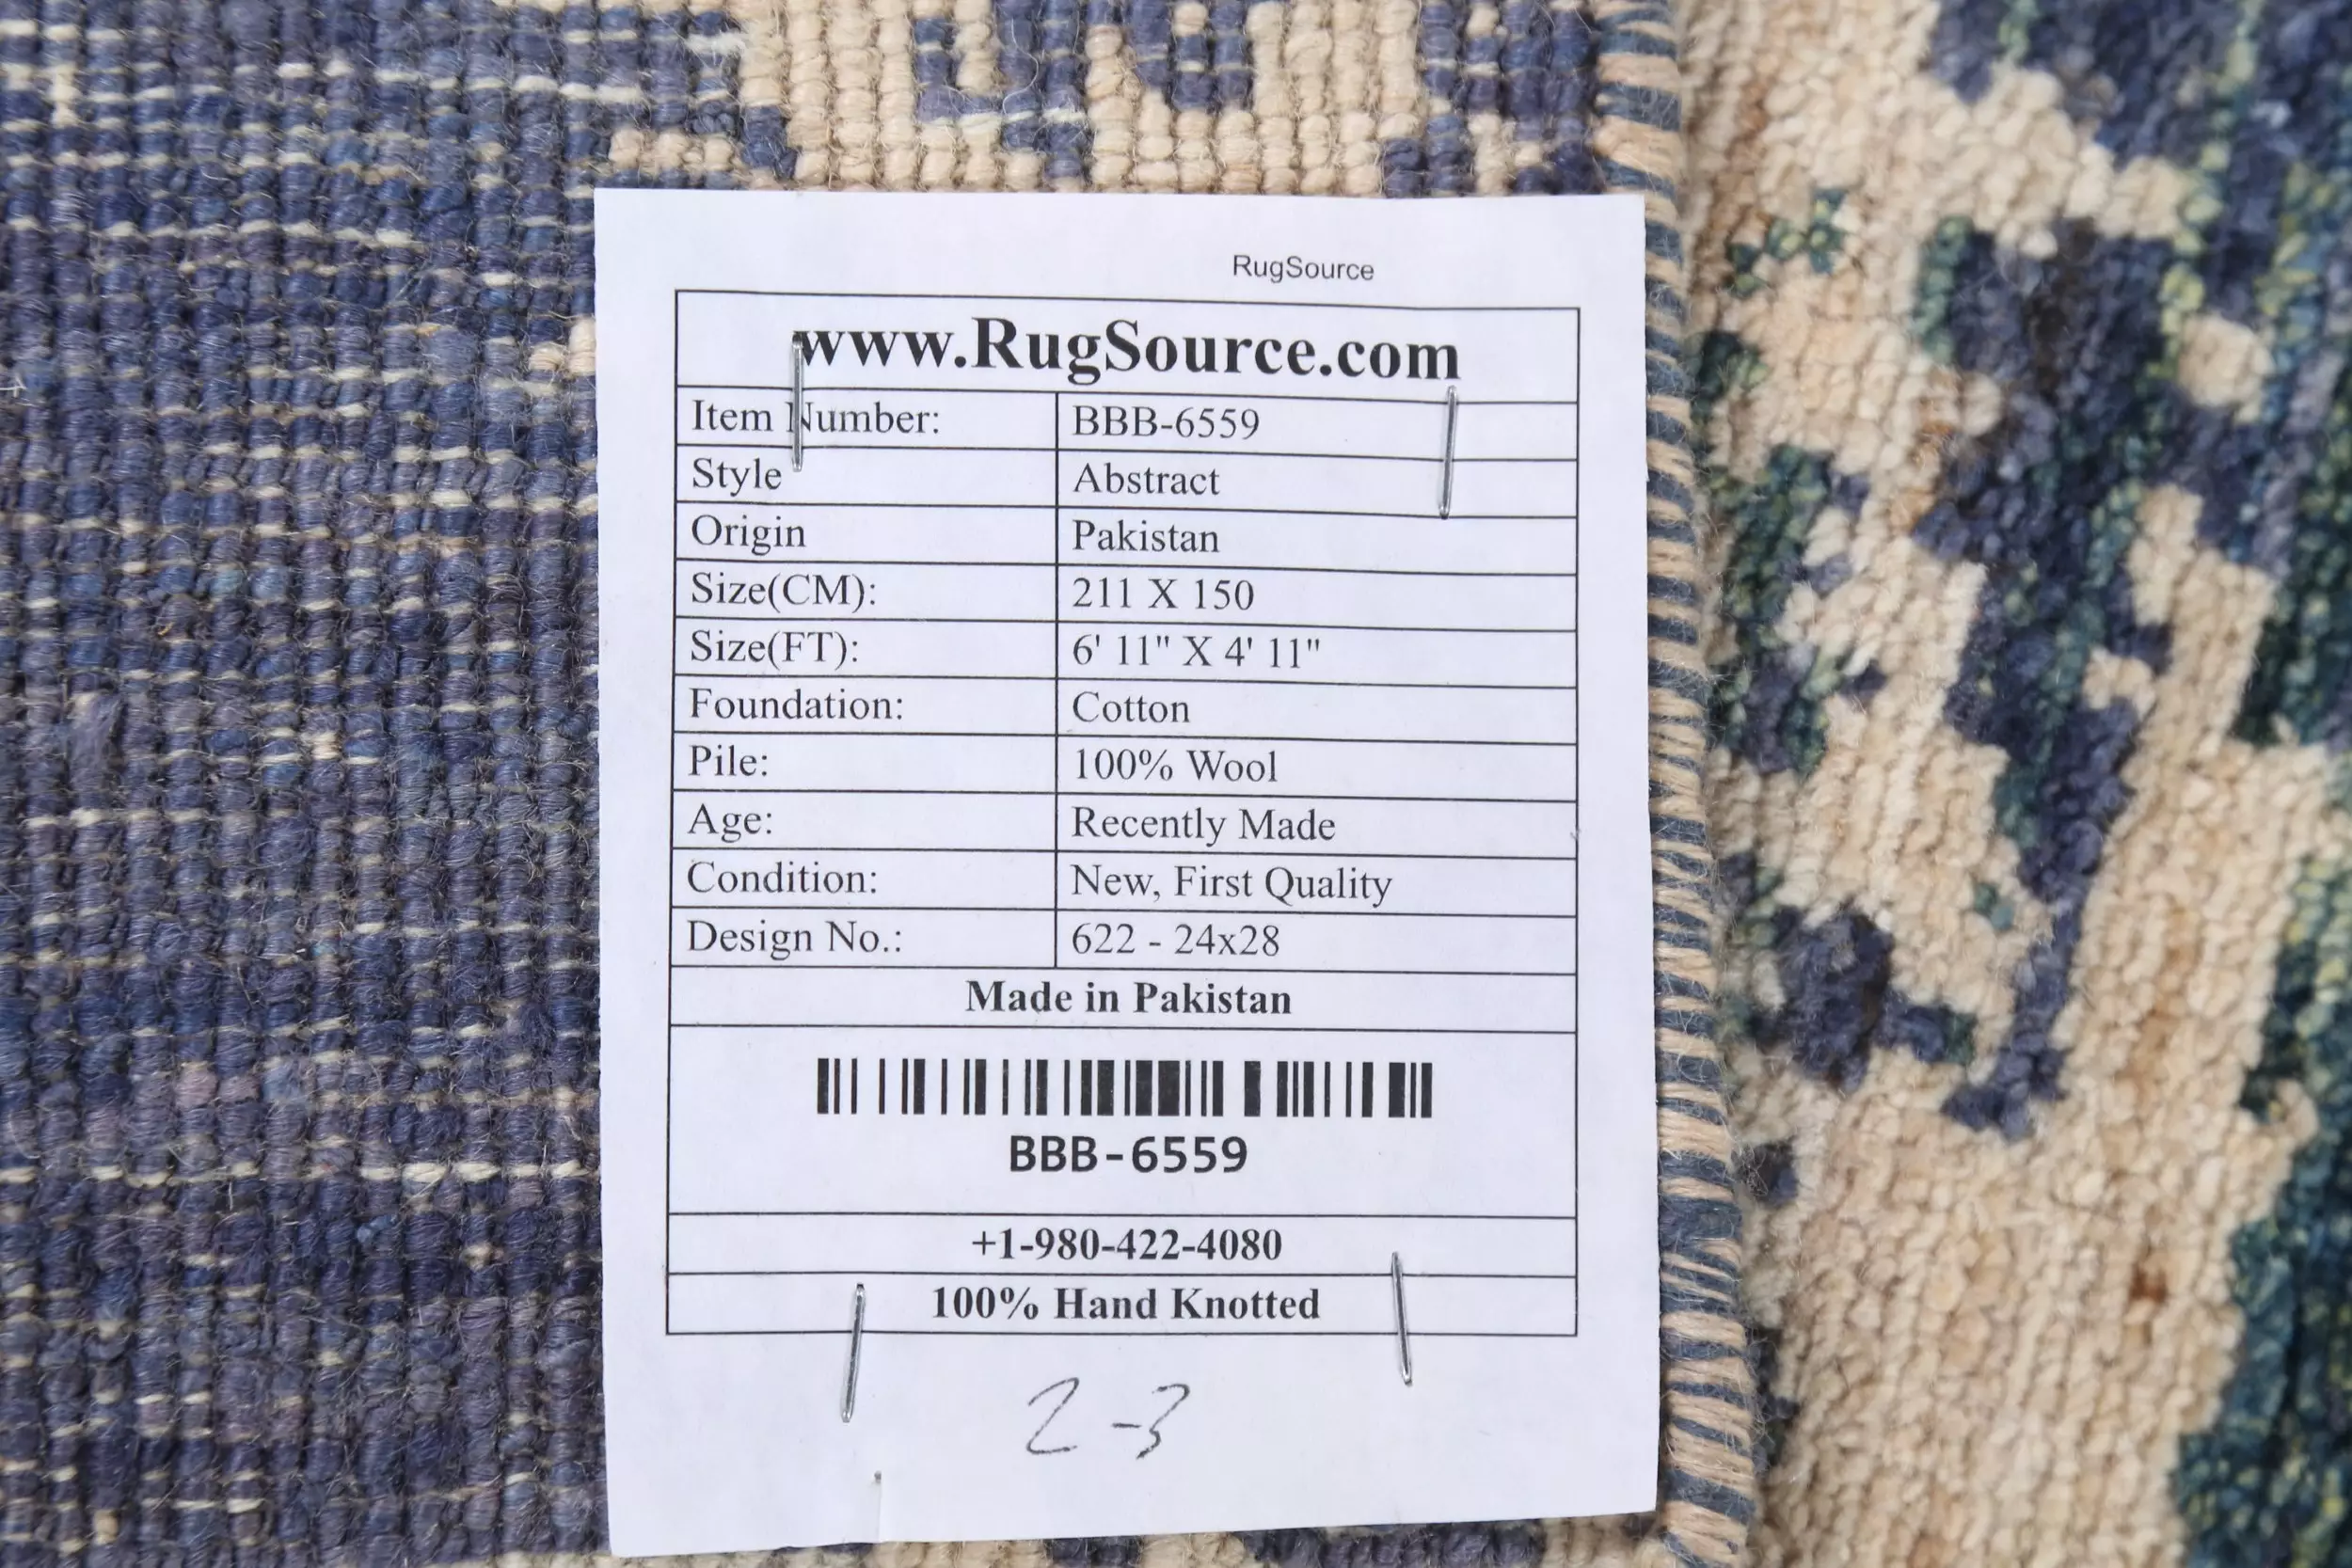 RugSource
www.RugSource.com
Item Number: BBB-6559
Style Abstract
Origin Pakistan
Size(CM): 211 X 150
Size(FT): 6' 11" X 4' 11"
Foundation: Cotton
Pile: 100% Wool
Age: Recently Made
Condition: New, First Quality
Design No.: 622 - 24x28
Made in Pakistan
BBB-6559
+1-980-422-4080
100% Hand Knotted
2-3